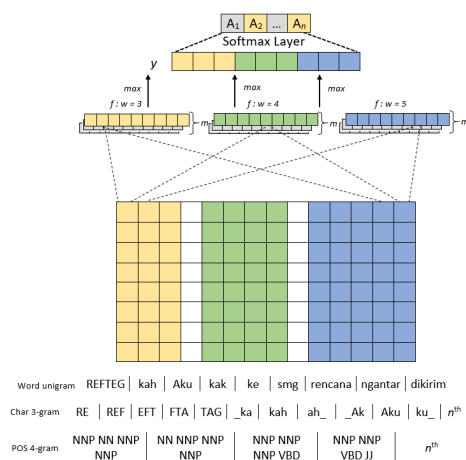 A1 A2 ... An
Softmax Layer
y
max max max
f : w = 3 f : w = 4 f : w = 5
m m m
Word unigram REFTEG kah Aku kak ke smg rencana ngantar dikirim
Char 3-gram RE REF EFT FTA TAG _ka kah ah_ _Ak Aku ku_ nth
POS 4-gram NNP NN NNP NNP NN NNP NNP NNP NNP NNP NNP VBD NNP NNP VBD JJ nth